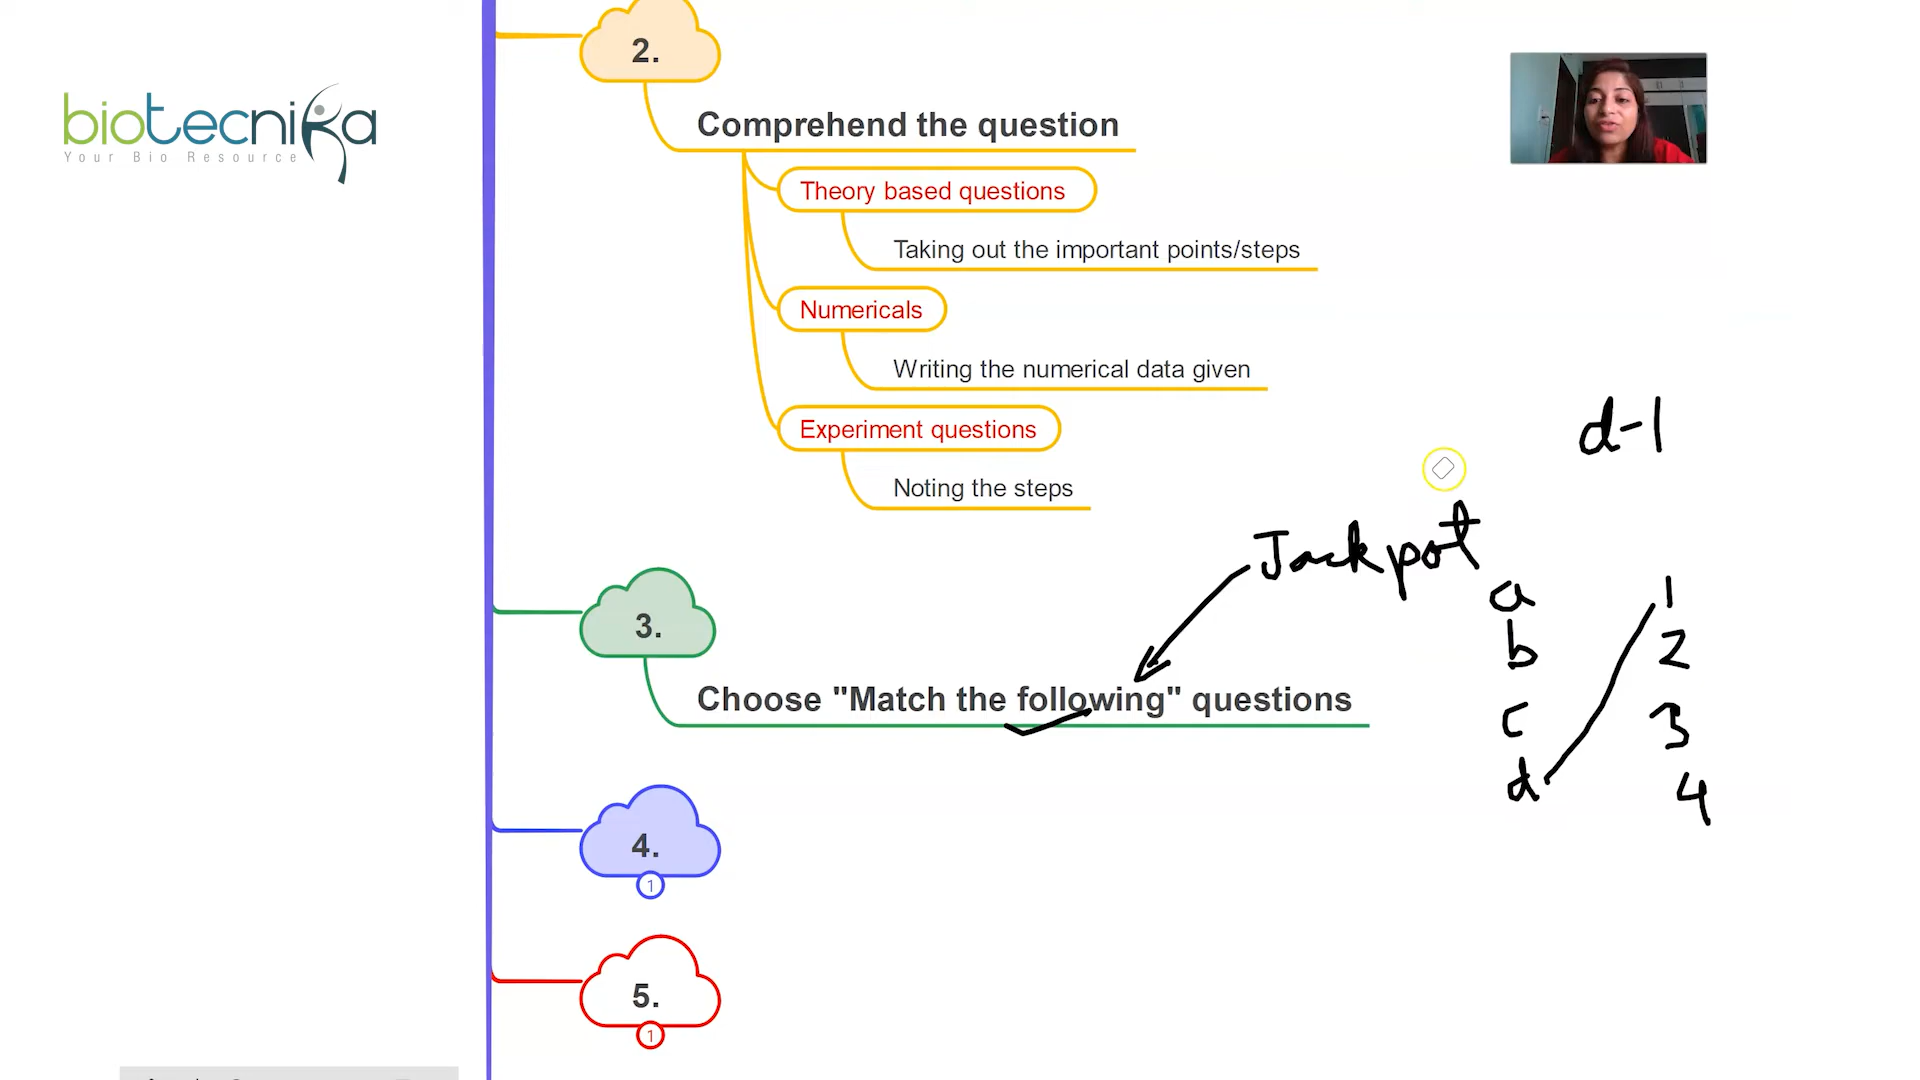 2.
biotecnika
Your Bio Resource
Comprehend the question
Theory based questions
Taking out the important points/steps
Numericals
Writing the numerical data given
Experiment questions
Noting the steps
d-1
Jackpot
3.
Choose "Match the following" questions
a 1
b 2
c 3
d 4
4.
1
5.
1